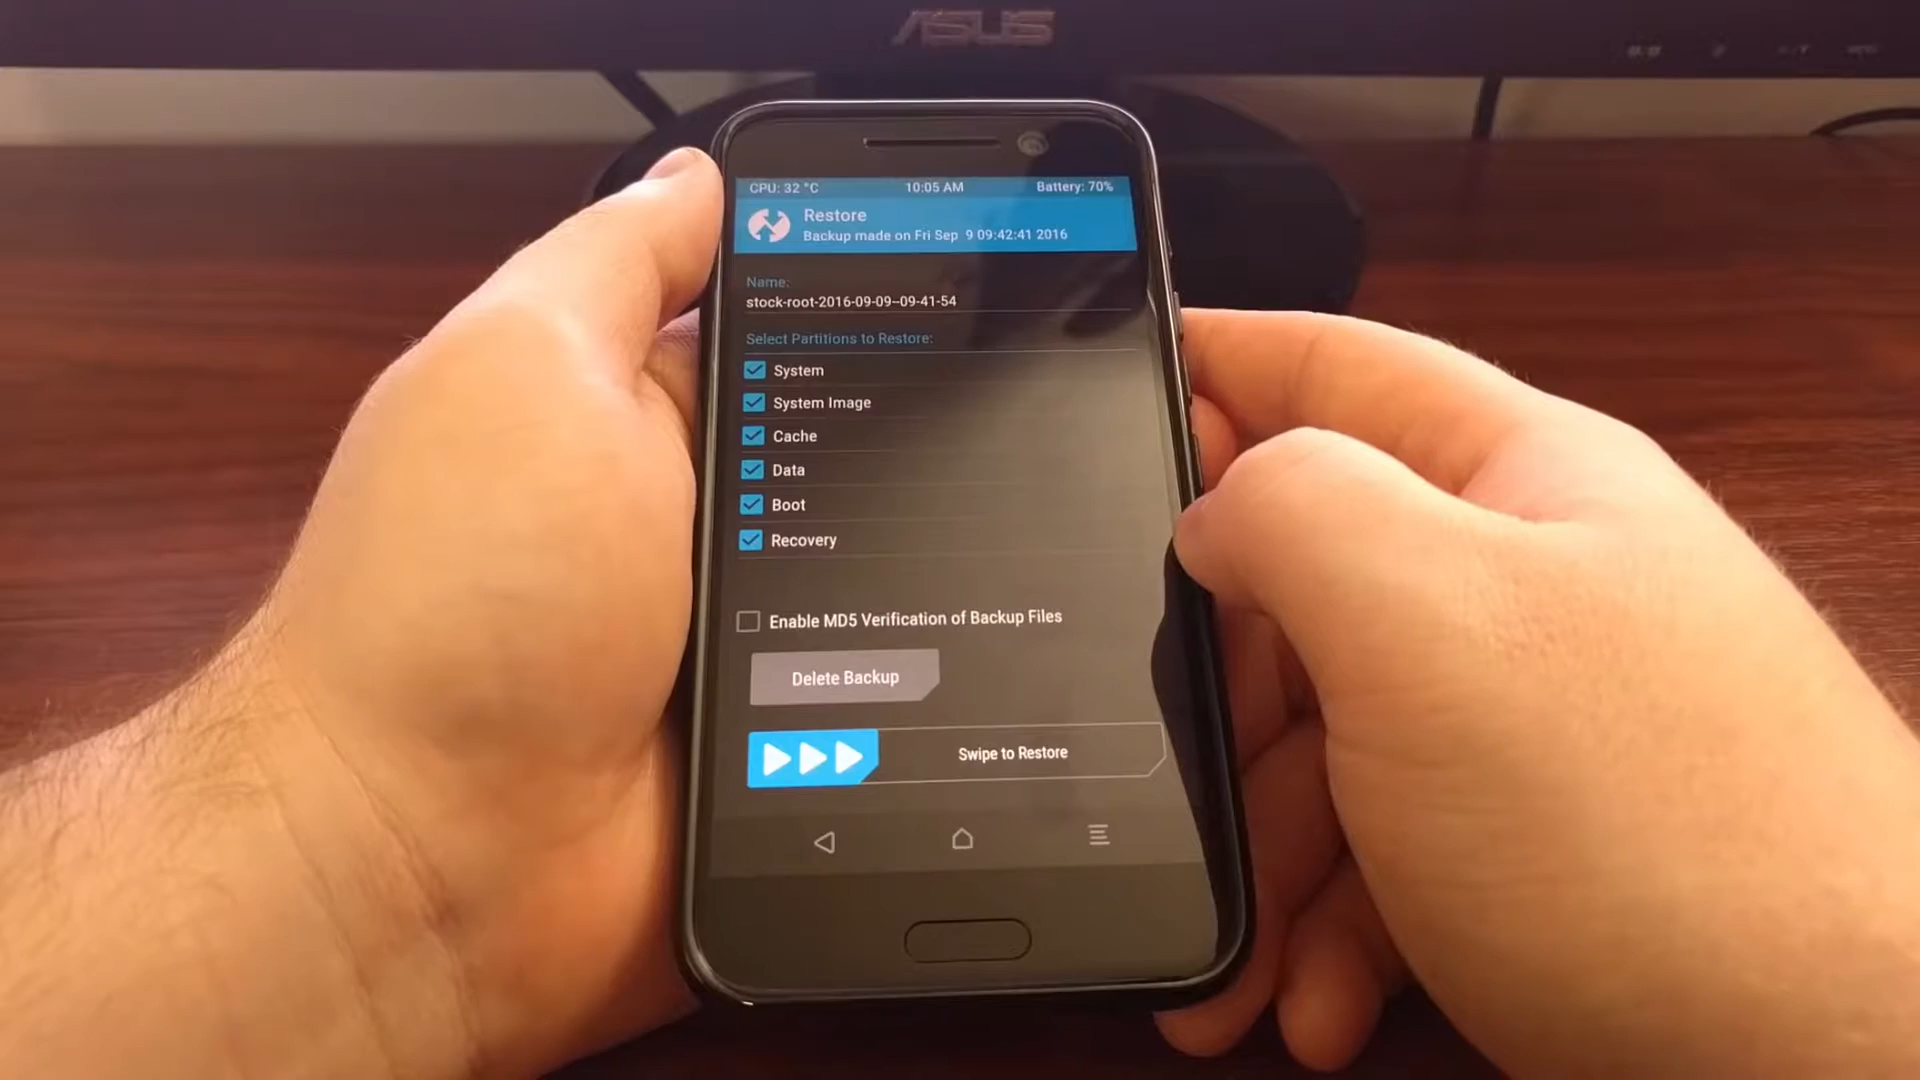 ASUS
CPU: 32 °C 10:05 AM Battery: 70%
Restore
Backup made on Fri Sep 9 09:42:41 2016
Name:
stock-root-2016-09-09--09-41-54
Select Partitions to Restore:
System
System Image
Cache
Data
Boot
Recovery
Enable MD5 Verification of Backup Files
Delete Backup
Swipe to Restore